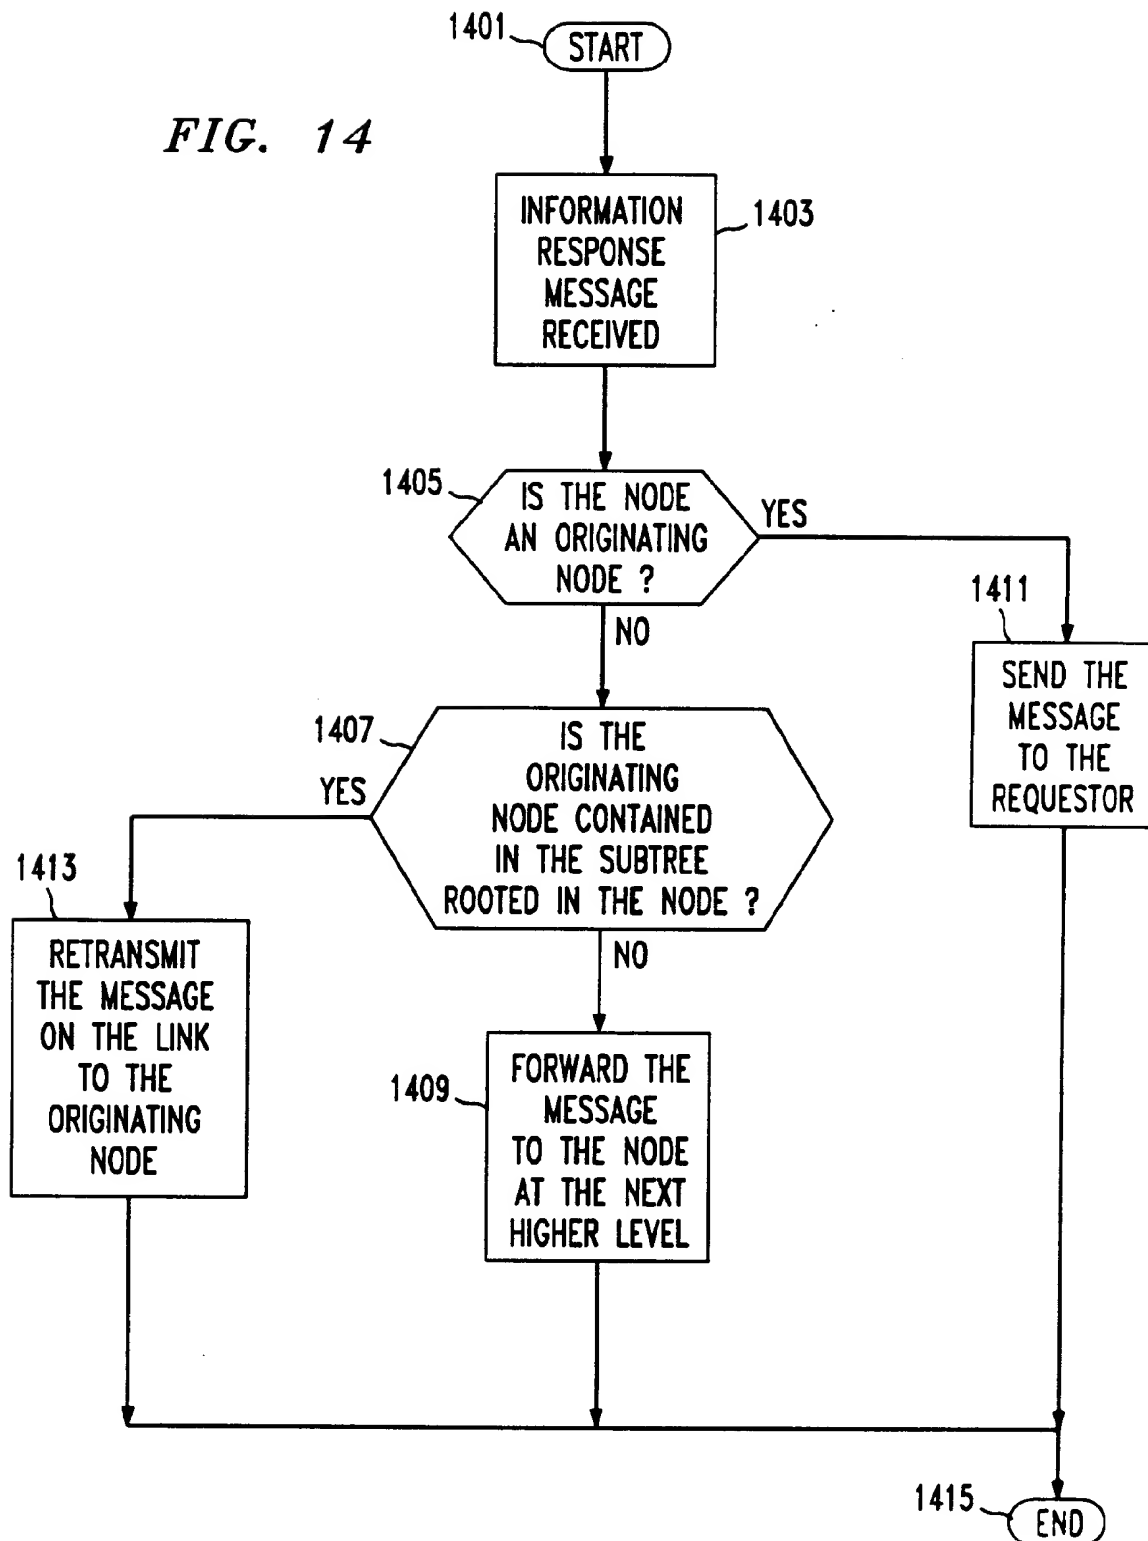 1401
START
FIG. 14
INFORMATION
RESPONSE
MESSAGE
RECEIVED
1403
1405
IS THE NODE
AN ORIGINATING
NODE ?
YES
NO
1411
SEND THE
MESSAGE
TO THE
REQUESTOR
1407
IS THE
ORIGINATING
NODE CONTAINED
IN THE SUBTREE
ROOTED IN THE NODE ?
YES
NO
1413
RETRANSMIT
THE MESSAGE
ON THE LINK
TO THE
ORIGINATING
NODE
1409
FORWARD THE
MESSAGE
TO THE NODE
AT THE NEXT
HIGHER LEVEL
1415
END